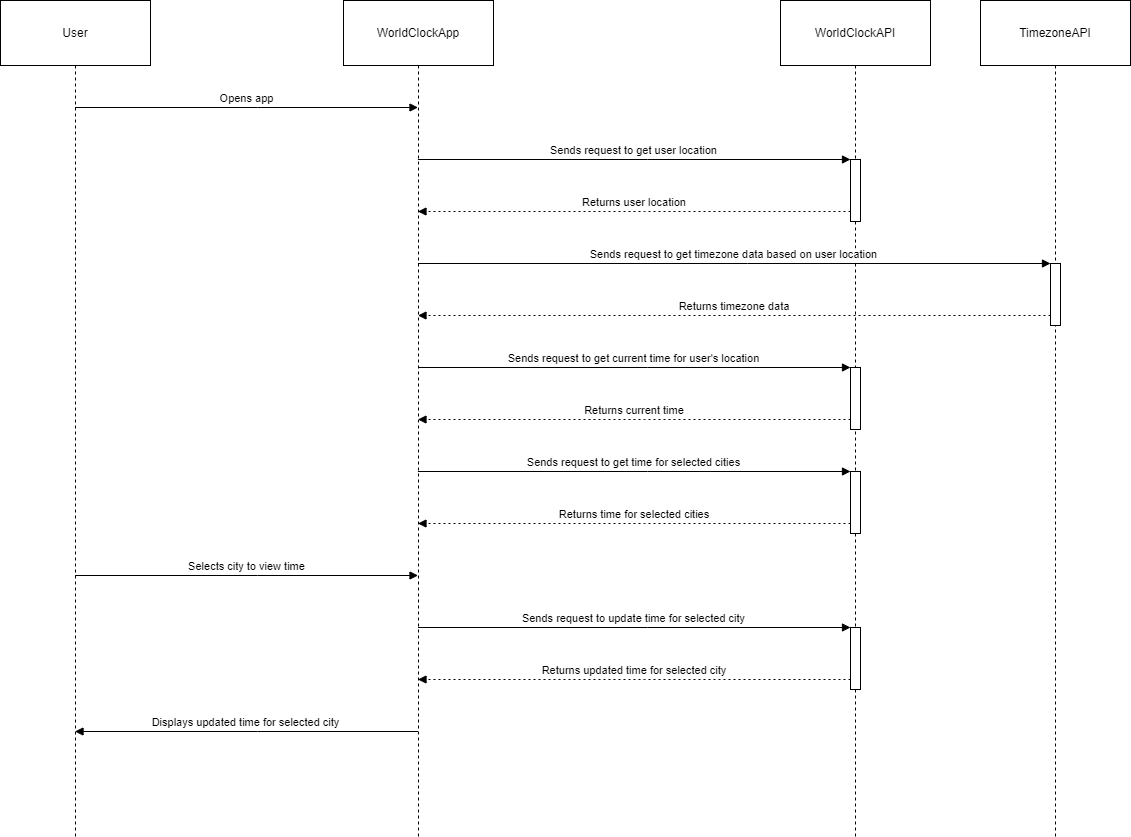 User
WorldClockApp
WorldClockAPI
TimezoneAPI
Opens app
Sends request to get user location
Returns user location
Sends request to get timezone data based on user location
Returns timezone data
Sends request to get current time for user's location
Returns current time
Sends request to get time for selected cities
Returns time for selected cities
Selects city to view time
Sends request to update time for selected city
Returns updated time for selected city
Displays updated time for selected city